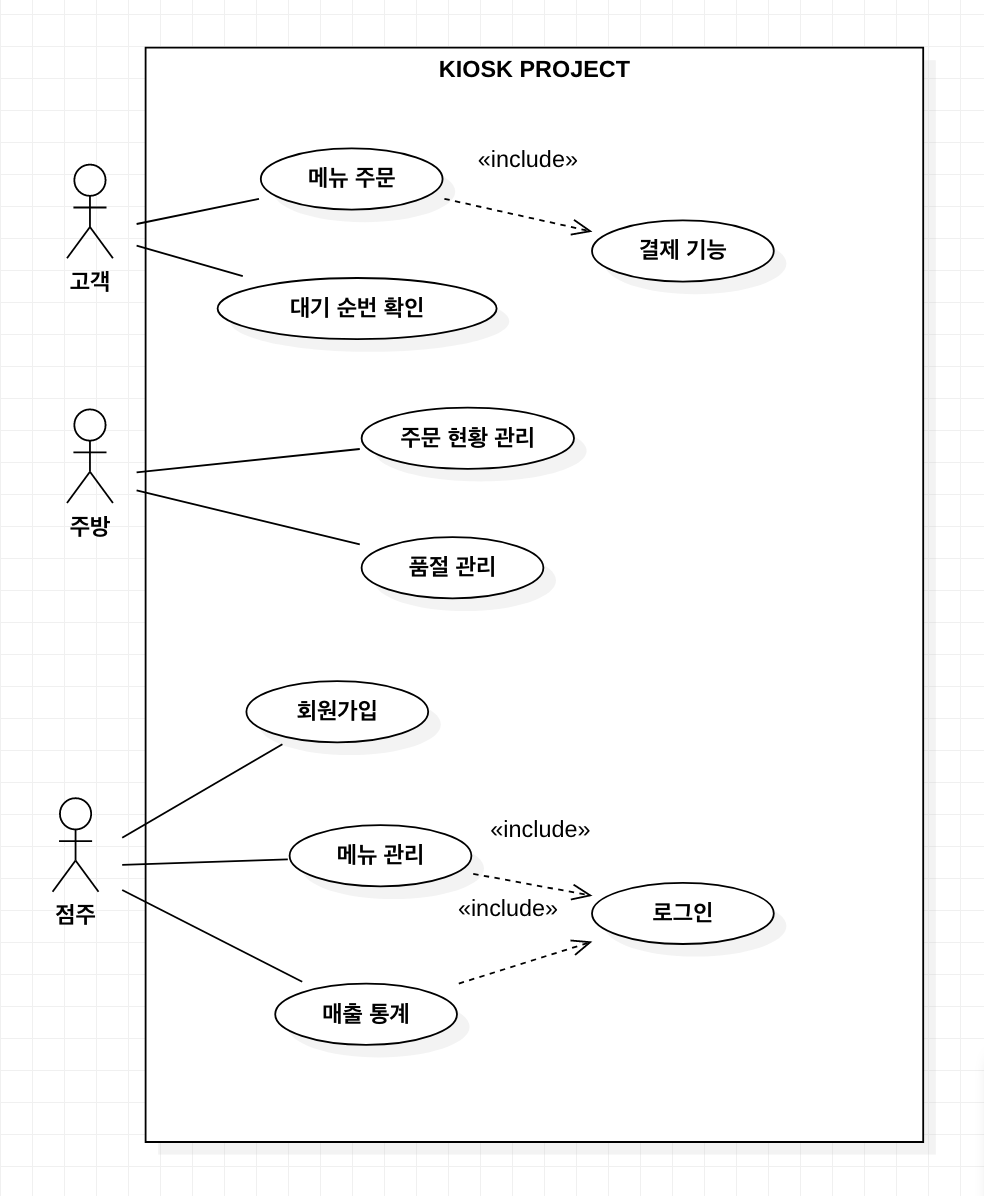 KIOSK PROJECT
메뉴 주문
«include»
결제 기능
고객
대기 순번 확인
주문 현황 관리
주방
품절 관리
회원가입
메뉴 관리
«include»
«include»
로그인
점주
매출 통계